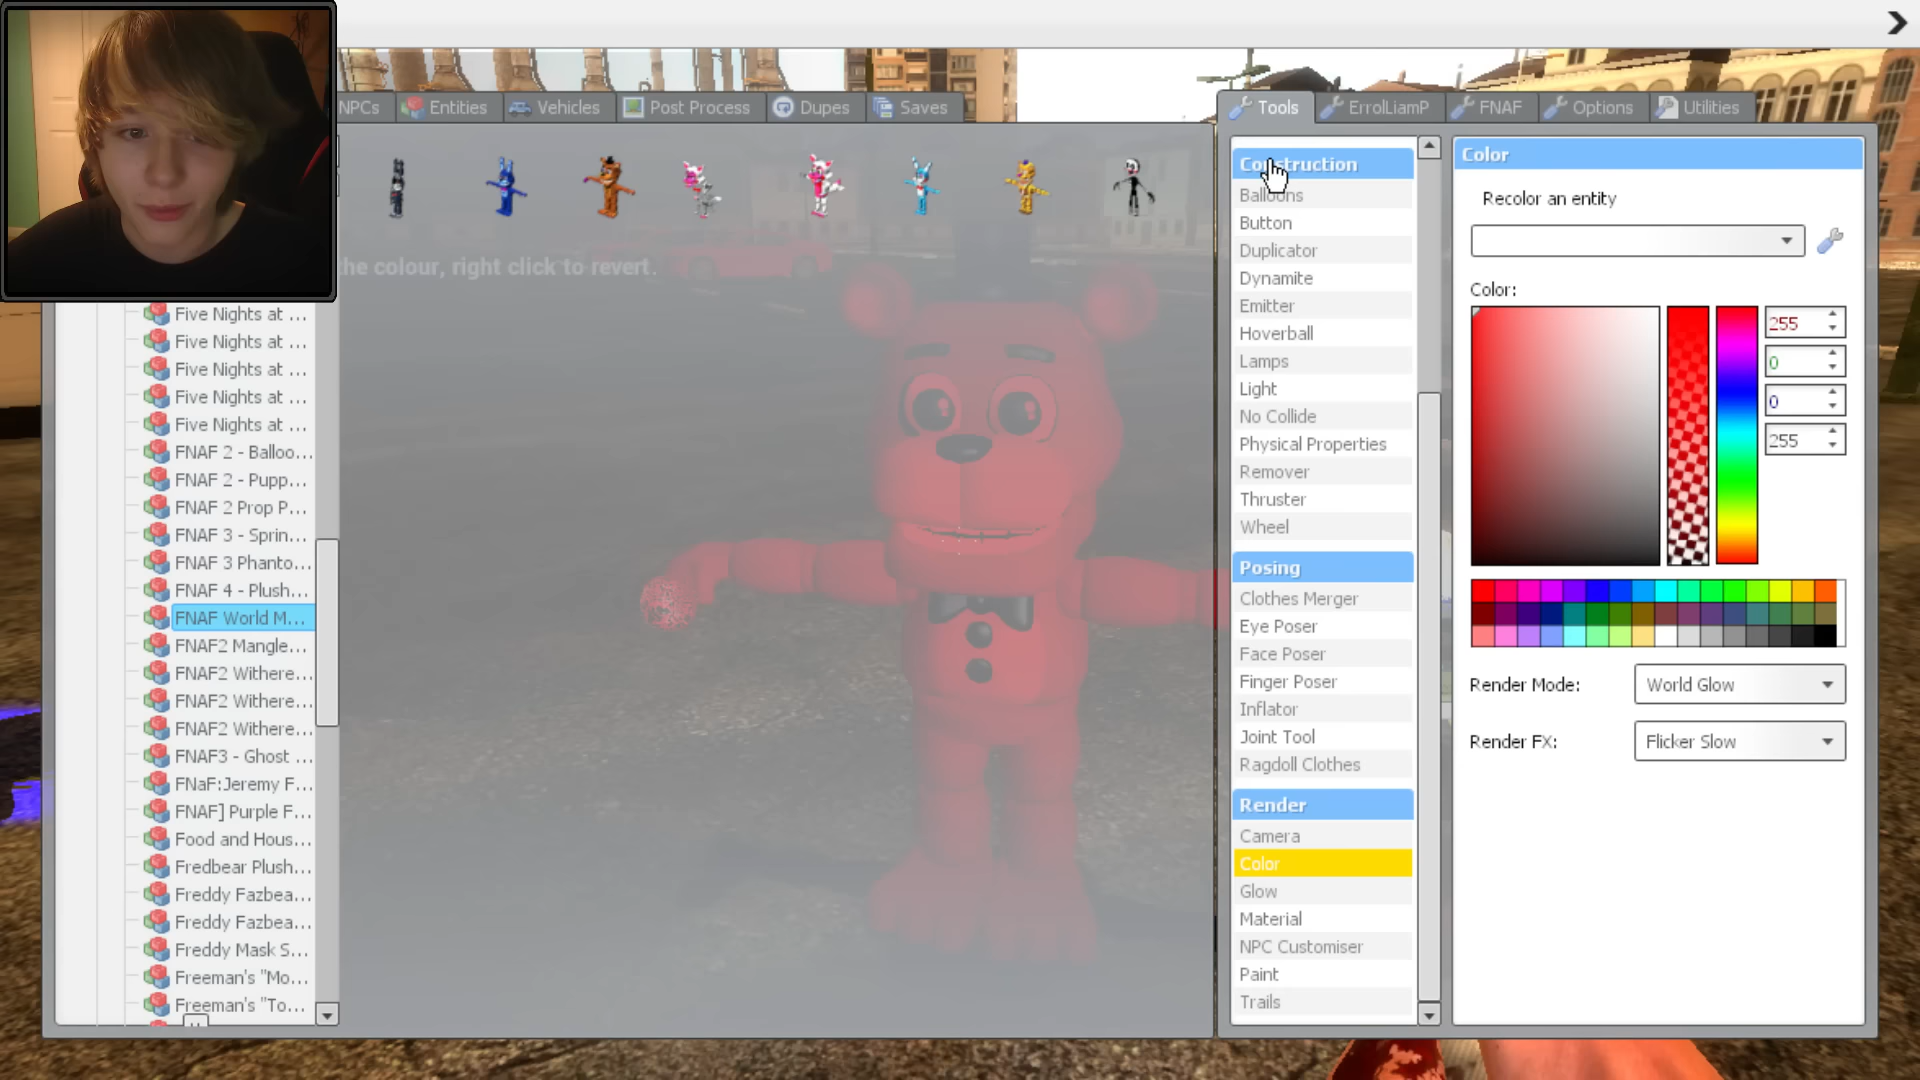 NPCs
Entities
Vehicles
Post Process
Dupes
Saves
Tools
ErrolLiamP
FNAF
Options
Utilities
the colour, right click to revert.
Five Nights at ...
Five Nights at ...
Five Nights at ...
Five Nights at ...
Five Nights at ...
FNAF 2 - Balloo...
FNAF 2 - Pupp...
FNAF 2 Prop P...
FNAF 3 - Sprin...
FNAF 3 Phanto...
FNAF 4 - Plush...
FNAF World M...
FNAF2 Mangle...
FNAF2 Withere...
FNAF2 Withere...
FNAF2 Withere...
FNAF3 - Ghost ...
FNaF:Jeremy F...
FNAF] Purple F...
Food and Hous...
Fredbear Plush...
Freddy Fazbea...
Freddy Fazbea...
Freddy Mask S...
Freeman's "Mo...
Freeman's "To...
Construction
Balloons
Button
Duplicator
Dynamite
Emitter
Hoverball
Lamps
Light
No Collide
Physical Properties
Remover
Thruster
Wheel
Posing
Clothes Merger
Eye Poser
Face Poser
Finger Poser
Inflator
Joint Tool
Ragdoll Clothes
Render
Camera
Color
Glow
Material
NPC Customiser
Paint
Trails
Color
Recolor an entity
Color:
255
0
0
255
Render Mode:
World Glow
Render FX:
Flicker Slow